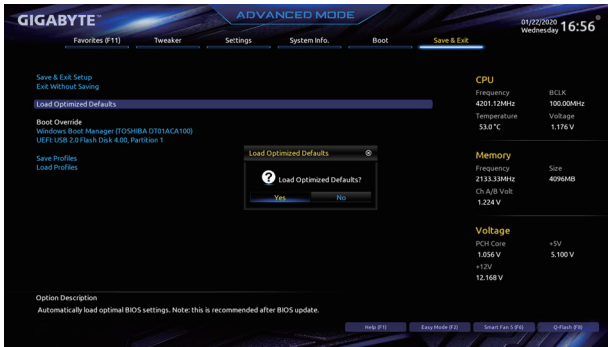 GIGABYTE™
ADVANCED MODE
01/22/2020
Wednesday
16:56
Favorites (F11) Tweaker Settings System Info. Boot Save & Exit
Save & Exit Setup
Exit Without Saving
Load Optimized Defaults
Boot Override
Windows Boot Manager (TOSHIBA DT01ACA100)
UEFI: USB 2.0 Flash Disk 4.00, Partition 1
Save Profiles
Load Profiles
Load Optimized Defaults
Load Optimized Defaults?
Yes No
CPU
Frequency BCLK
4201.12MHz 100.00MHz
Temperature Voltage
53.0 °C 1.176 V
Memory
Frequency Size
2133.33MHz 4096MB
Ch A/B Volt
1.224 V
Voltage
PCH Core +5V
1.056 V 5.100 V
+12V
12.168 V
Option Description
Automatically load optimal BIOS settings. Note: this is recommended after BIOS update.
Help (F1) Easy Mode (F2) Smart Fan 5 (F6) Q-Flash (F8)